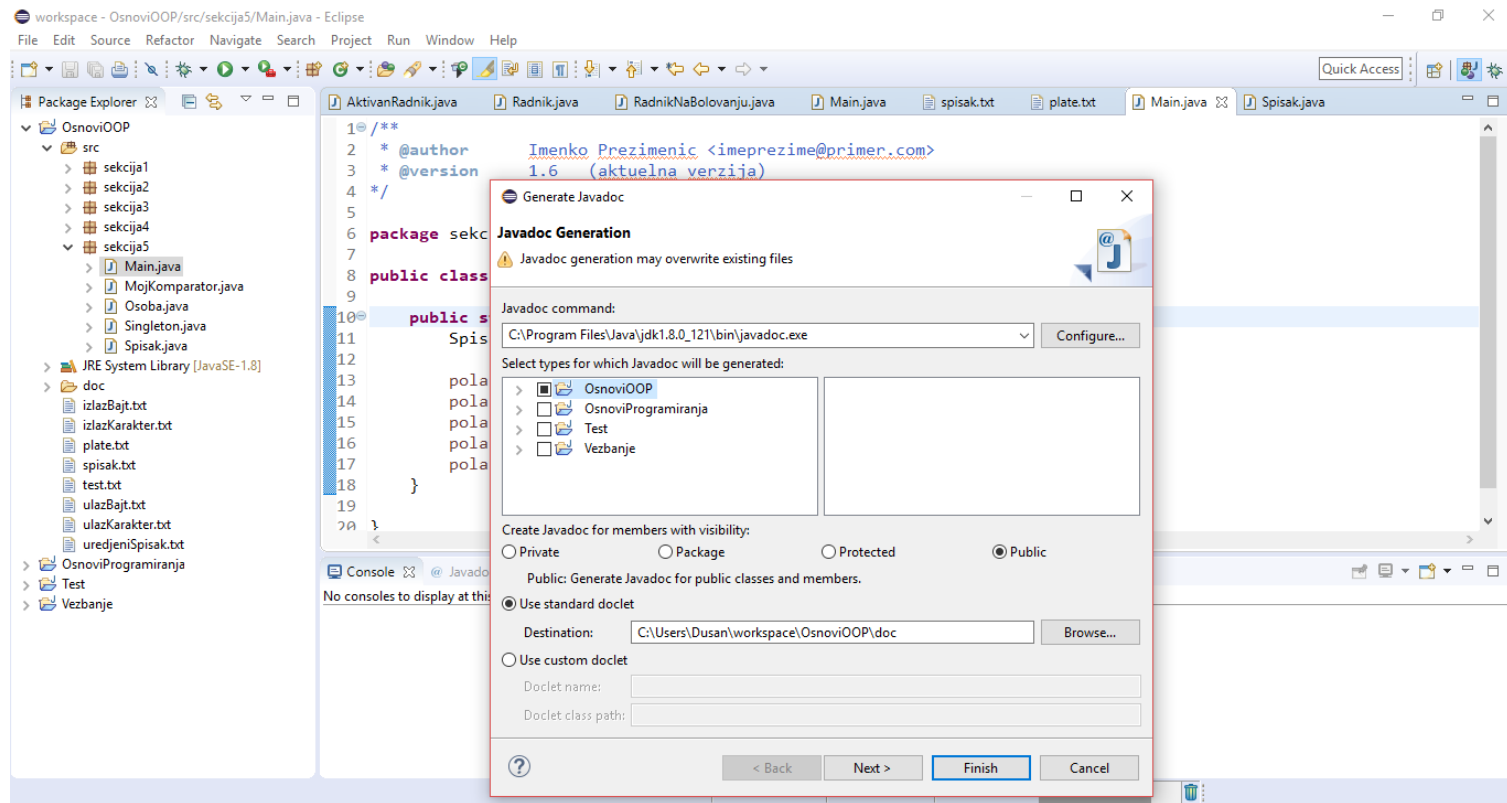 workspace - OsnoviOOP/src/sekcija5/Main.java - Eclipse
File Edit Source Refactor Navigate Search Project Run Window Help
Quick Access
Package Explorer
OsnoviOOP
src
sekcija1
sekcija2
sekcija3
sekcija4
sekcija5
Main.java
MojKomparator.java
Osoba.java
Singleton.java
Spisak.java
JRE System Library [JavaSE-1.8]
doc
izlazBajt.txt
izlazKarakter.txt
plate.txt
spisak.txt
test.txt
ulazBajt.txt
ulazKarakter.txt
uredjeniSpisak.txt
OsnoviProgramiranja
Test
Vezbanje
AktivanRadnik.java Radnik.java RadnikNaBolovanju.java Main.java spisak.txt plate.txt Main.java Spisak.java
1 /**
2 * @author Imenko Prezimenic <imeprezime@primer.com>
3 * @version 1.6 (aktuelna verzija)
4 */
5
6 package sekc
7
8 public class
9
10 public s
11 Spis
12
13 pola
14 pola
15 pola
16 pola
17 pola
18 }
19
20 }
Console @ Javado
No consoles to display at this
Generate Javadoc
Javadoc Generation
Javadoc generation may overwrite existing files
@ J
Javadoc command:
C:\Program Files\Java\jdk1.8.0_121\bin\javadoc.exe
Configure...
Select types for which Javadoc will be generated:
OsnoviOOP
OsnoviProgramiranja
Test
Vezbanje
Create Javadoc for members with visibility:
Private Package Protected Public
Public: Generate Javadoc for public classes and members.
Use standard doclet
Destination: C:\Users\Dusan\workspace\OsnoviOOP\doc Browse...
Use custom doclet
Doclet name:
Doclet class path:
? < Back Next > Finish Cancel